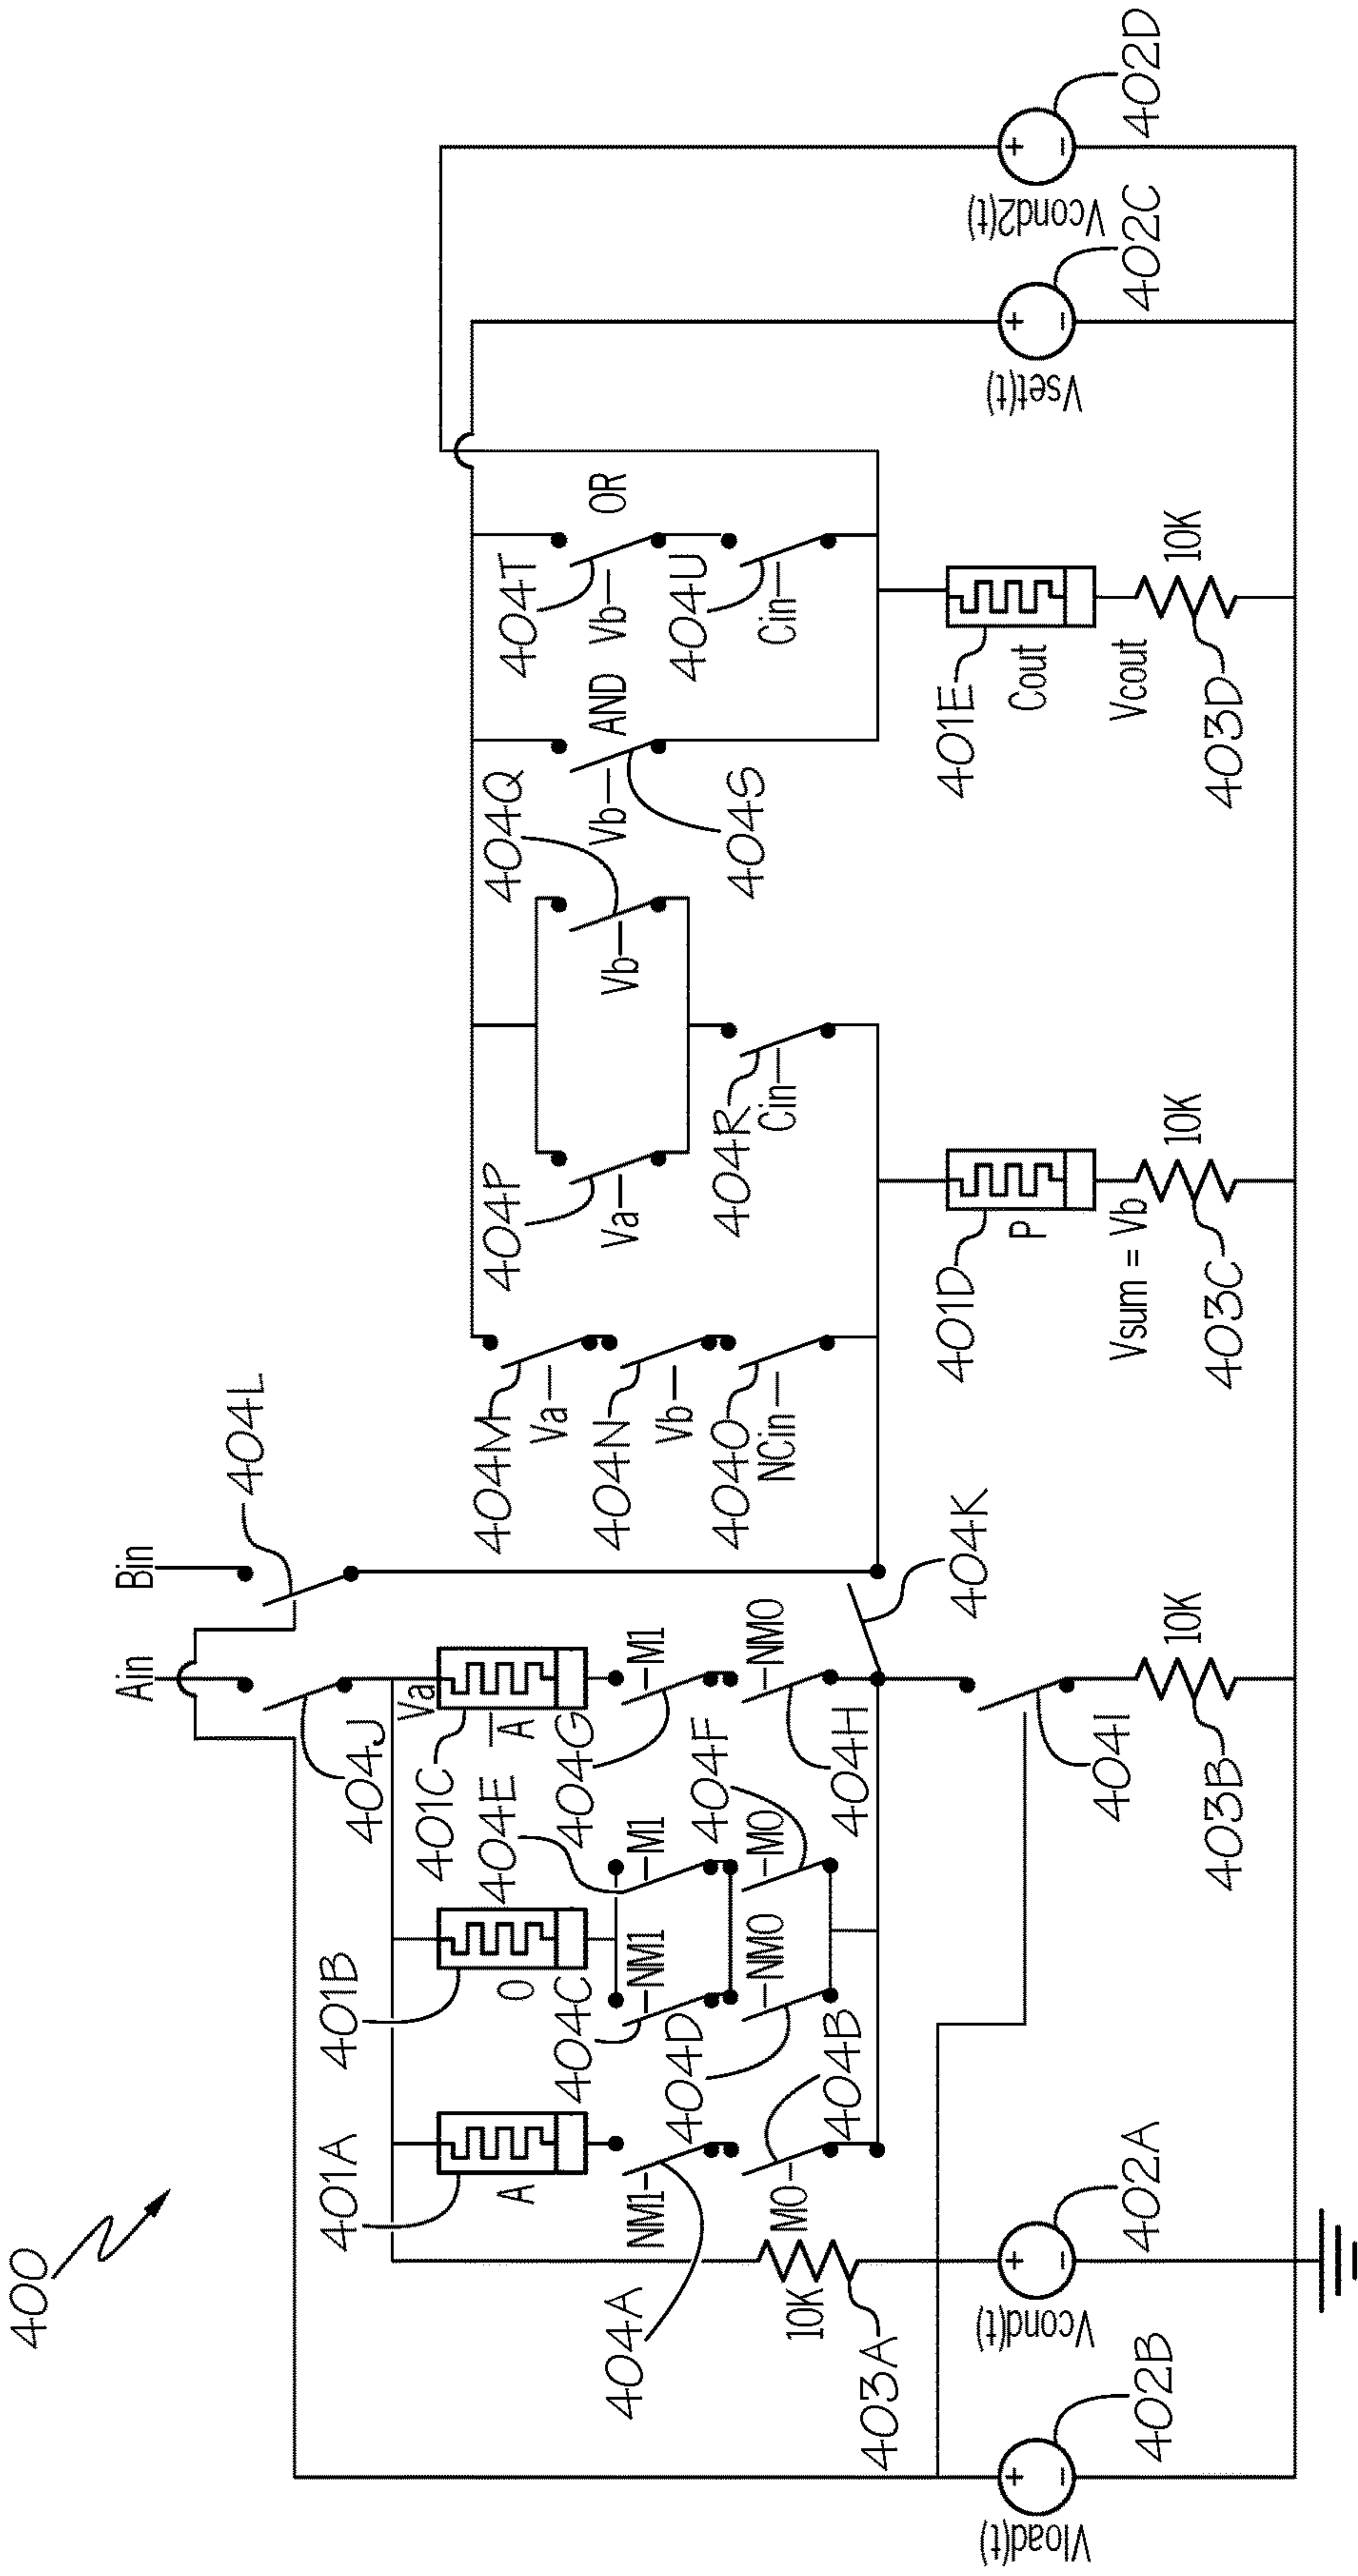 400
Ain
Bin
404L
404J
Va
401A
A
401B
0
401C
A
404A
NM1
404B
M0
404C
NM1
404D
NM0
404E
M1
404F
M0
404G
M1
404H
NM0
404I
404K
10K
403A
10K
403B
Vload(t)
+
−
402B
Vcond(t)
+
−
402A
404M
Va
404N
Vb
404O
NCin
404P
Va
404Q
Vb
404R
Cin
404S
Vb
AND
404T
Vb
OR
404U
Cin
401D
P
Vsum = Vb
10K
403C
401E
Cout
Vcout
10K
403D
Vset(t)
+
−
402C
Vcond2(t)
+
−
402D